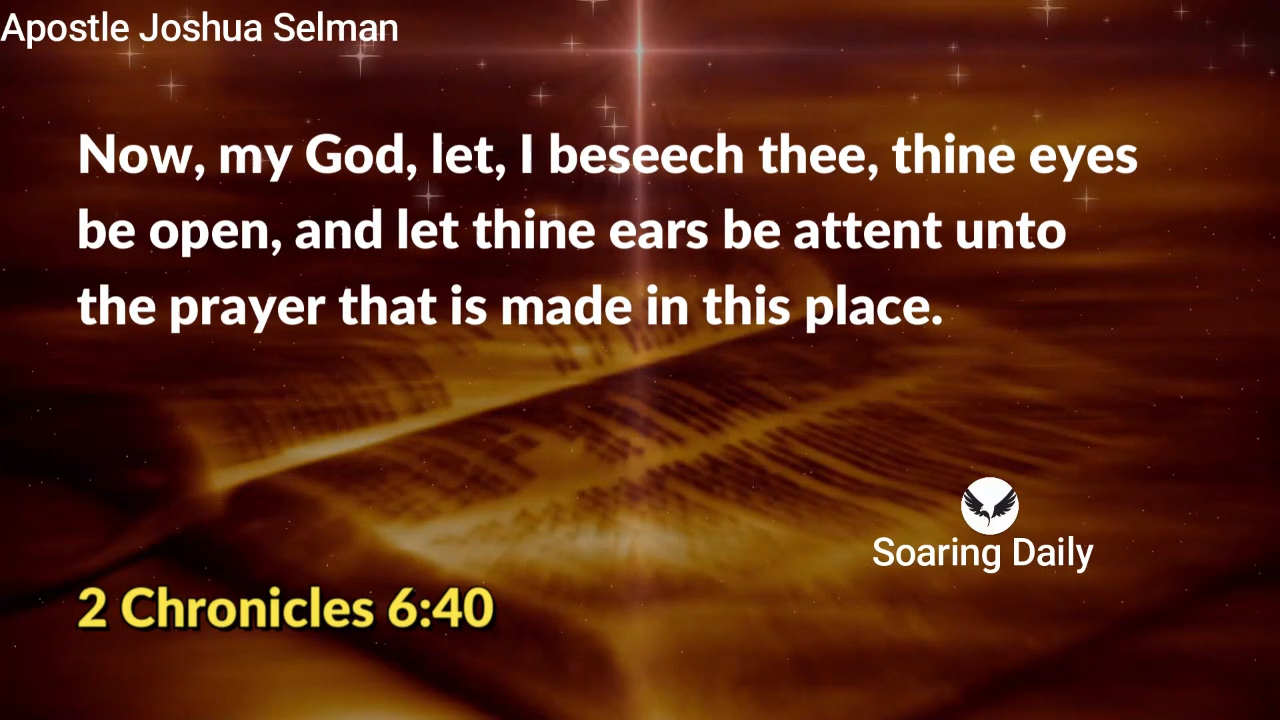 Apostle Joshua Selman
Now, my God, let, I beseech thee, thine eyes
be open, and let thine ears be attent unto
the prayer that is made in this place.
Soaring Daily
2 Chronicles 6:40